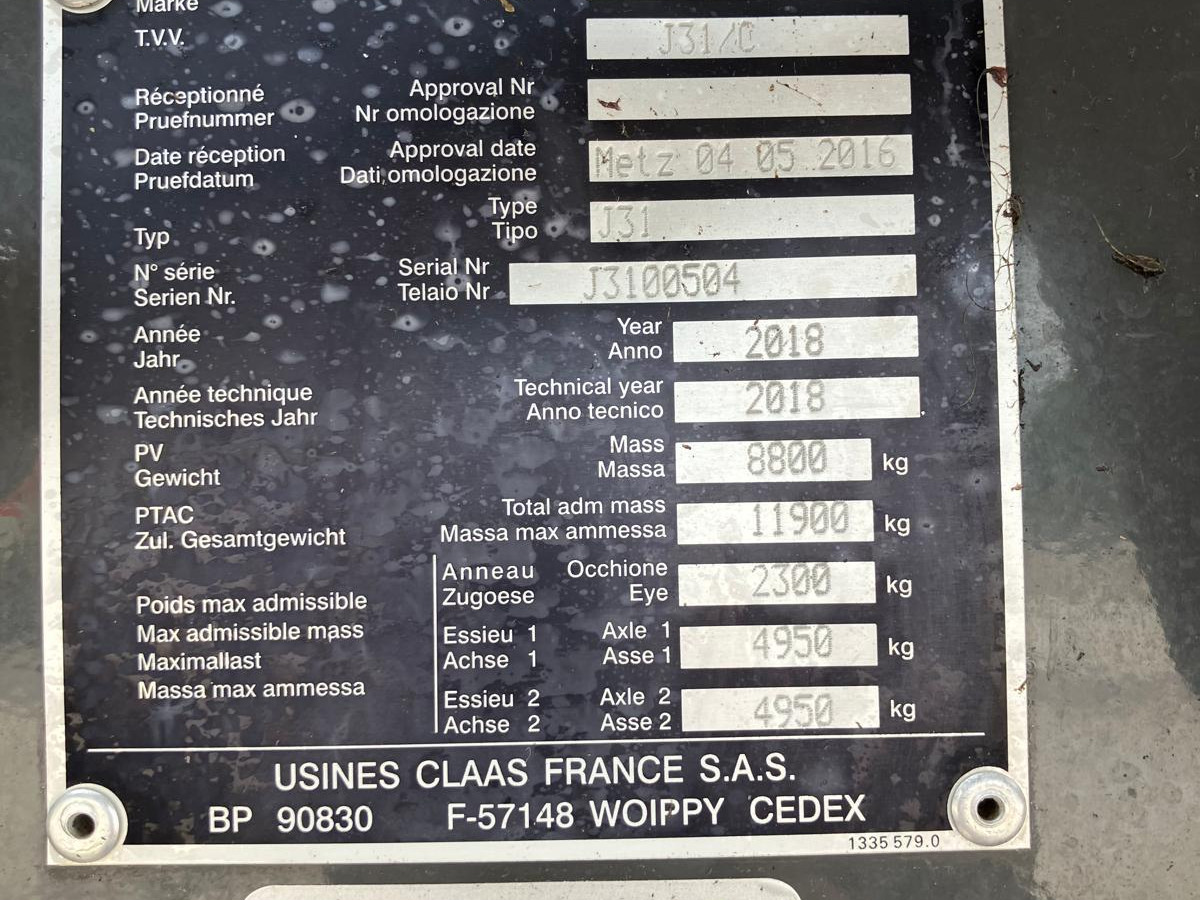 Marke
T.V.V. J31/C
Réceptionné Approval Nr
Pruefnummer Nr omologazione
Date réception Approval date Metz 04 05 2016
Pruefdatum Dati,omologazione
Type J31
Typ Tipo
N° série Serial Nr J3100504
Serien Nr. Telaio Nr
Année Year 2018
Jahr Anno
Année technique Technical year 2018
Technisches Jahr Anno tecnico
PV Mass 8800 kg
Gewicht Massa
PTAC Total adm mass 11900 kg
Zul. Gesamtgewicht Massa max ammessa
Anneau Occhione 2300 kg
Poids max admissible Zugoese Eye
Max admissible mass Essieu 1 Axle 1 4950 kg
Maximallast Achse 1 Asse 1
Massa max ammessa Essieu 2 Axle 2 4950 kg
Achse 2 Asse 2
USINES CLAAS FRANCE S.A.S.
BP 90830 F-57148 WOIPPY CEDEX
1335 579.0